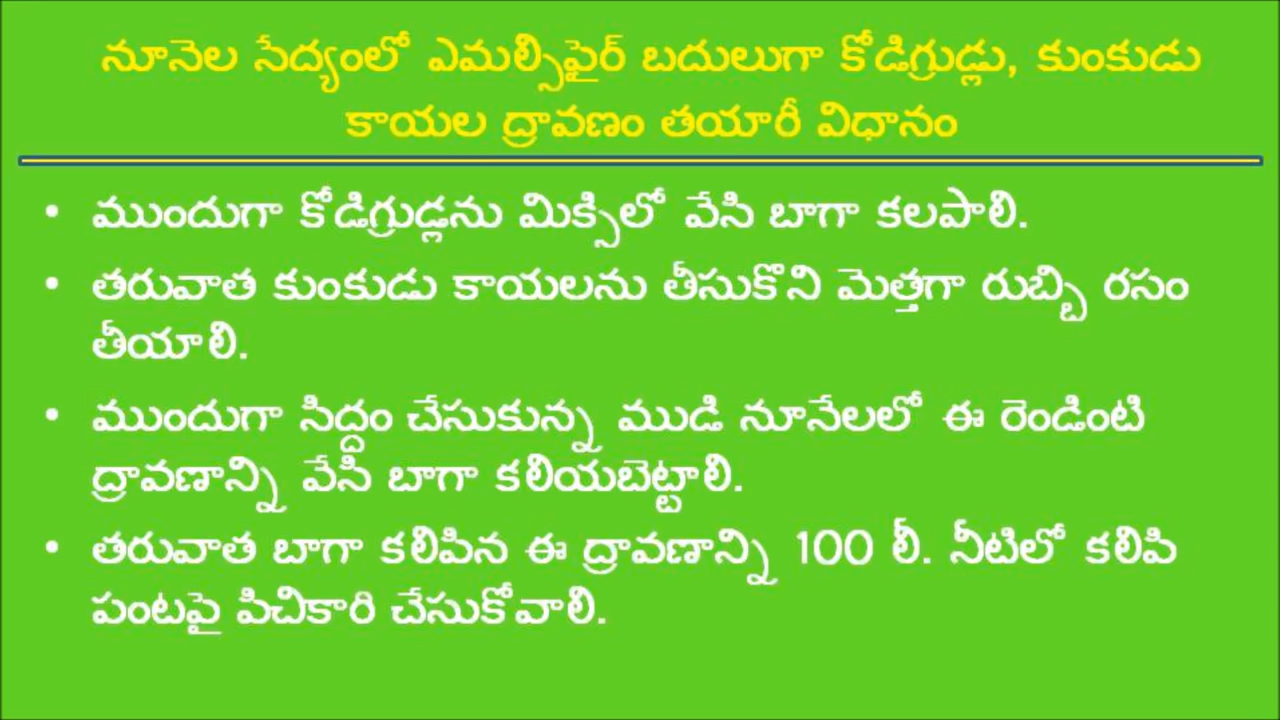 నూనెల సేద్యంలో ఎమల్సిఫైర్ బదులుగా కోడిగ్రుడ్లు, కుంకుడు
కాయల ద్రావణం తయారీ విధానం
• ముందుగా కోడిగ్రుడ్లను మిక్సిలో వేసి బాగా కలపాలి.
• తరువాత కుంకుడు కాయలను తీసుకొని మెత్తగా రుబ్బి రసం
తీయాలి.
• ముందుగా సిద్దం చేసుకున్న ముడి నూనేలలో ఈ రెండింటి
ద్రావణాన్ని వేసి బాగా కలియబెట్టాలి.
• తరువాత బాగా కలిపిన ఈ ద్రావణాన్ని 100 లీ. నీటిలో కలిపి
పంటపై పిచికారి చేసుకోవాలి.